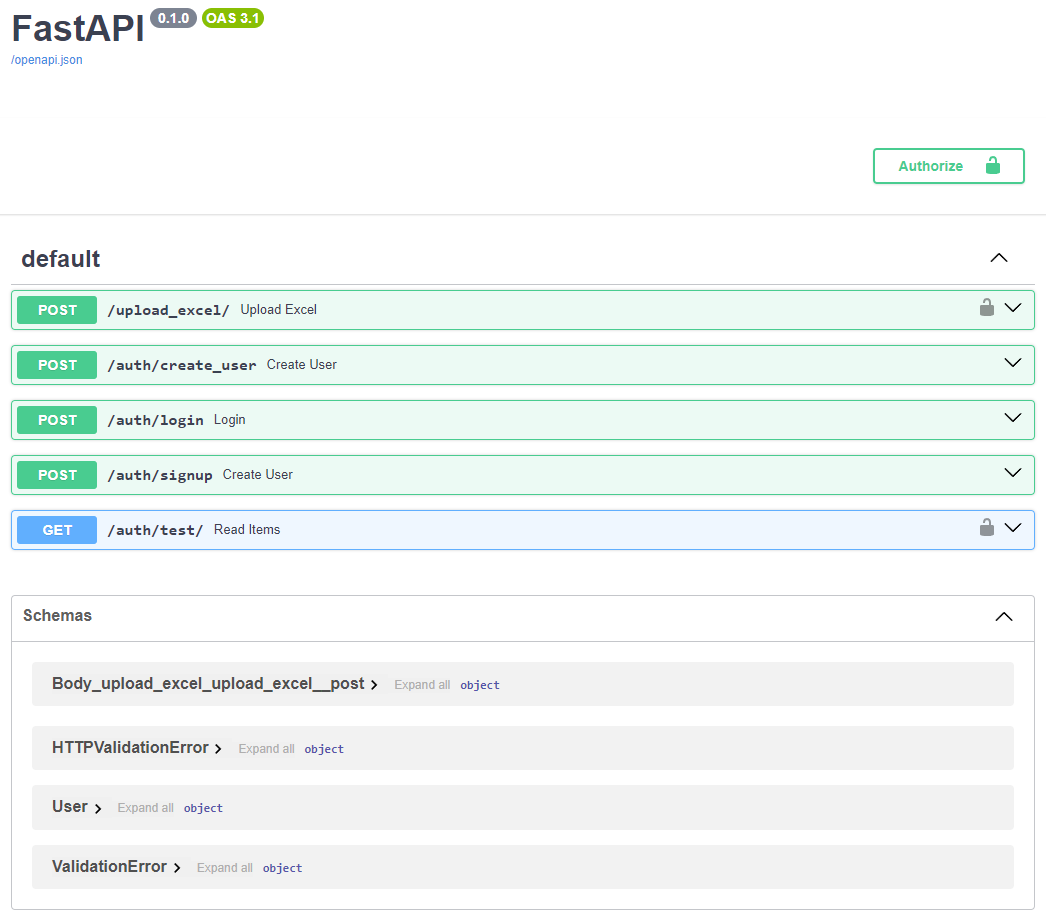 FastAPI 0.1.0 OAS 3.1
/openapi.json
Authorize
default
POST /upload_excel/ Upload Excel
POST /auth/create_user Create User
POST /auth/login Login
POST /auth/signup Create User
GET /auth/test/ Read Items
Schemas
Body_upload_excel_upload_excel__post Expand all object
HTTPValidationError Expand all object
User Expand all object
ValidationError Expand all object